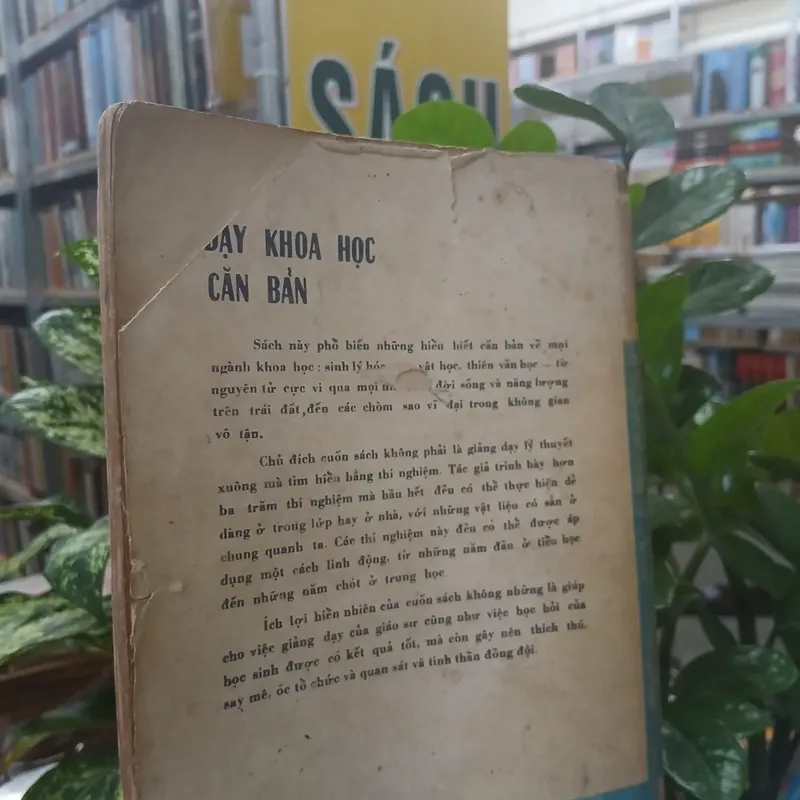 SÁCH
DẠY KHOA HỌC
CĂN BẢN
Sách này phổ biến những hiểu biết căn bản về mọi
ngành khoa học : sinh lý hóa vật học, thiên văn học — từ
nguyên tử cực vi qua mọi đời sống và năng lượng
trên trái đất, đến các chòm sao vĩ đại trong không gian
vô tận.
Chủ đích cuốn sách không phải là giảng dạy lý thuyết
xuông mà tìm hiểu bằng thí nghiệm. Tác giả trình bày hơn
ba trăm thí nghiệm mà hầu hết đều có thể thực hiện dễ
dàng ở trong lớp hay ở nhà, với những vật liệu có sẵn ở
chung quanh ta. Các thí nghiệm này đều có thể được áp
dụng một cách linh động, từ những năm đầu ở tiểu học
đến những năm chót ở trung học
Ích lợi hiển nhiên của cuốn sách không những là giúp
cho việc giảng dạy của giáo sư cũng như việc học hỏi của
học sinh được có kết quả tốt, mà còn gây nên thích thú,
say mê, óc tổ chức và quan sát và tinh thần đồng đội.